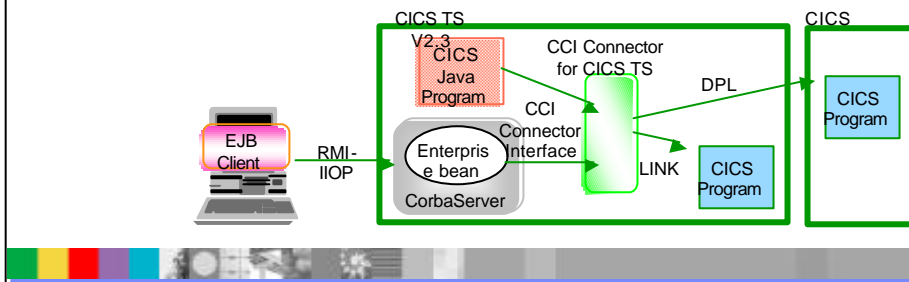 CICS TS
V2.3
CICS
CICS
Java
Program
CCI Connector
for CICS TS
DPL
CICS
Program
EJB
Client
RMI-
IIOP
Enterpris
e bean
CorbaServer
CCI
Connector
Interface
LINK
CICS
Program